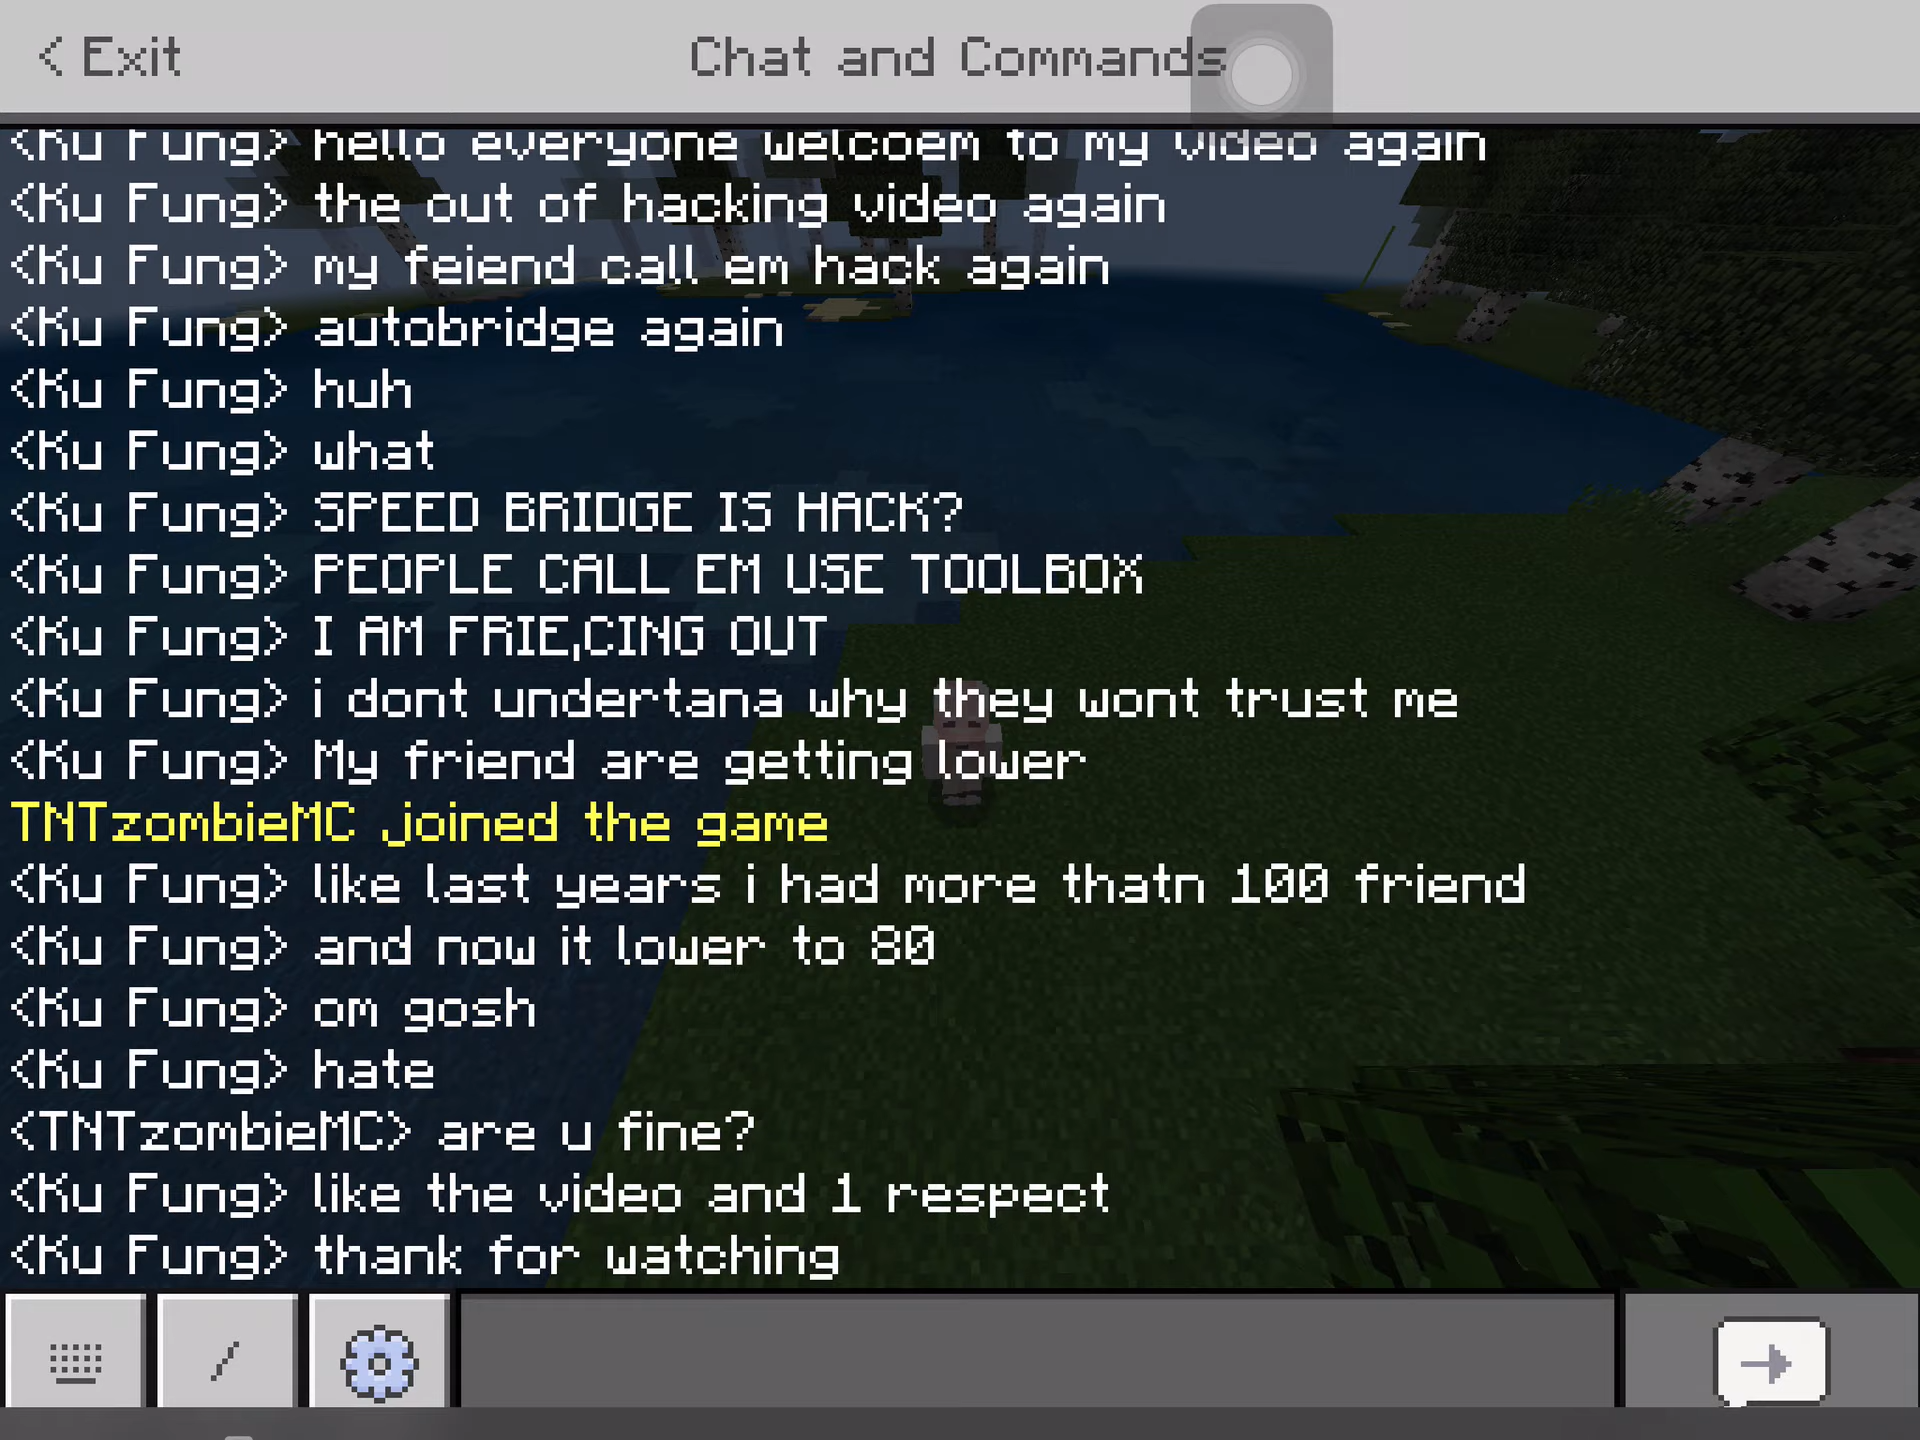 < Exit
Chat and Commands
<Ku Fung> hello everyone welcoem to my video again
<Ku Fung> the out of hacking video again
<Ku Fung> my feiend call em hack again
<Ku Fung> autobridge again
<Ku Fung> huh
<Ku Fung> what
<Ku Fung> SPEED BRIDGE IS HACK?
<Ku Fung> PEOPLE CALL EM USE TOOLBOX
<Ku Fung> I AM FRIE,CING OUT
<Ku Fung> i dont undertana why they wont trust me
<Ku Fung> My friend are getting lower
TNTzombieMC joined the game
<Ku Fung> like last years i had more thatn 100 friend
<Ku Fung> and now it lower to 80
<Ku Fung> om gosh
<Ku Fung> hate
<TNTzombieMC> are u fine?
<Ku Fung> like the video and 1 respect
<Ku Fung> thank for watching
/